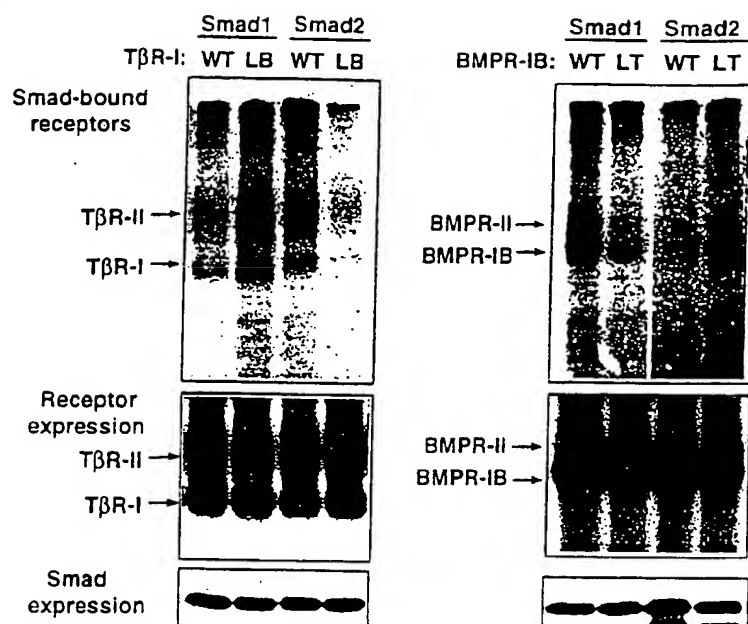 Smad1 Smad2
TβR-I: WT LB WT LB
Smad-bound
receptors
TβR-II
TβR-I
Receptor
expression
TβR-II
TβR-I
Smad
expression
Smad1 Smad2
BMPR-IB: WT LT WT LT
BMPR-II
BMPR-IB
BMPR-II
BMPR-IB